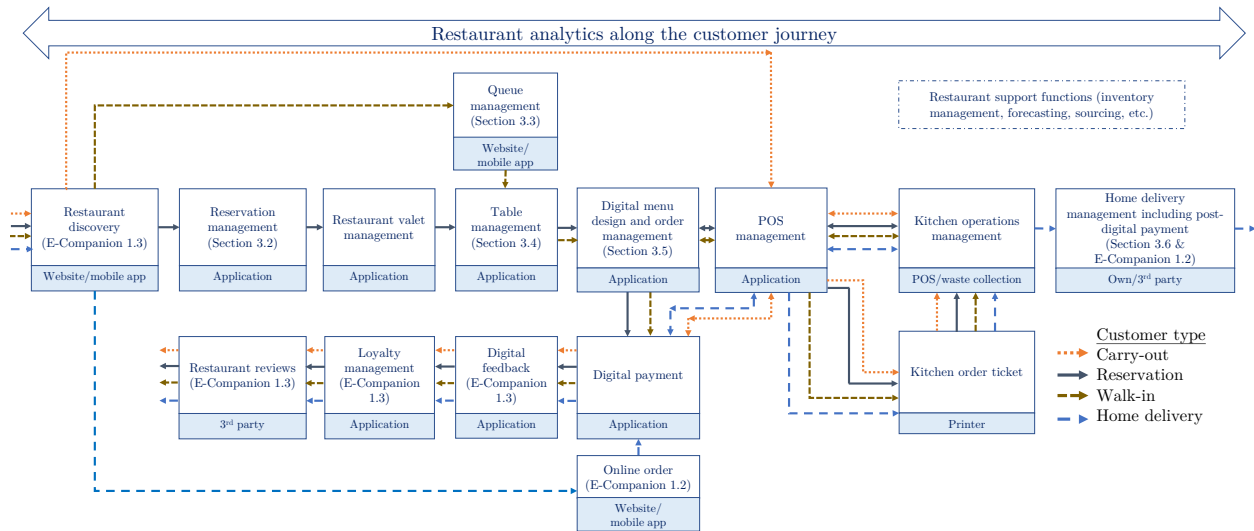 Restaurant analytics along the customer journey
Queue
management
(Section 3.3)
Website/
mobile app
Restaurant support functions (inventory
management, forecasting, sourcing, etc.)
Restaurant
discovery
(E-Companion 1.3)
Website/mobile app
Reservation
management
(Section 3.2)
Application
Restaurant valet
management
Application
Table
management
(Section 3.4)
Application
Digital menu
design and order
management
(Section 3.5)
Application
POS
management
Application
Kitchen operations
management
POS/waste collection
Home delivery
management including post-
digital payment
(Section 3.6 &
E-Companion 1.2)
Own/3rd party
Restaurant reviews
(E-Companion 1.3)
3rd party
Loyalty
management
(E-Companion
1.3)
Application
Digital
feedback
(E-Companion
1.3)
Application
Digital payment
Application
Kitchen order ticket
Printer
Customer type
Carry-out
Reservation
Walk-in
Home delivery
Online order
(E-Companion 1.2)
Website/
mobile app